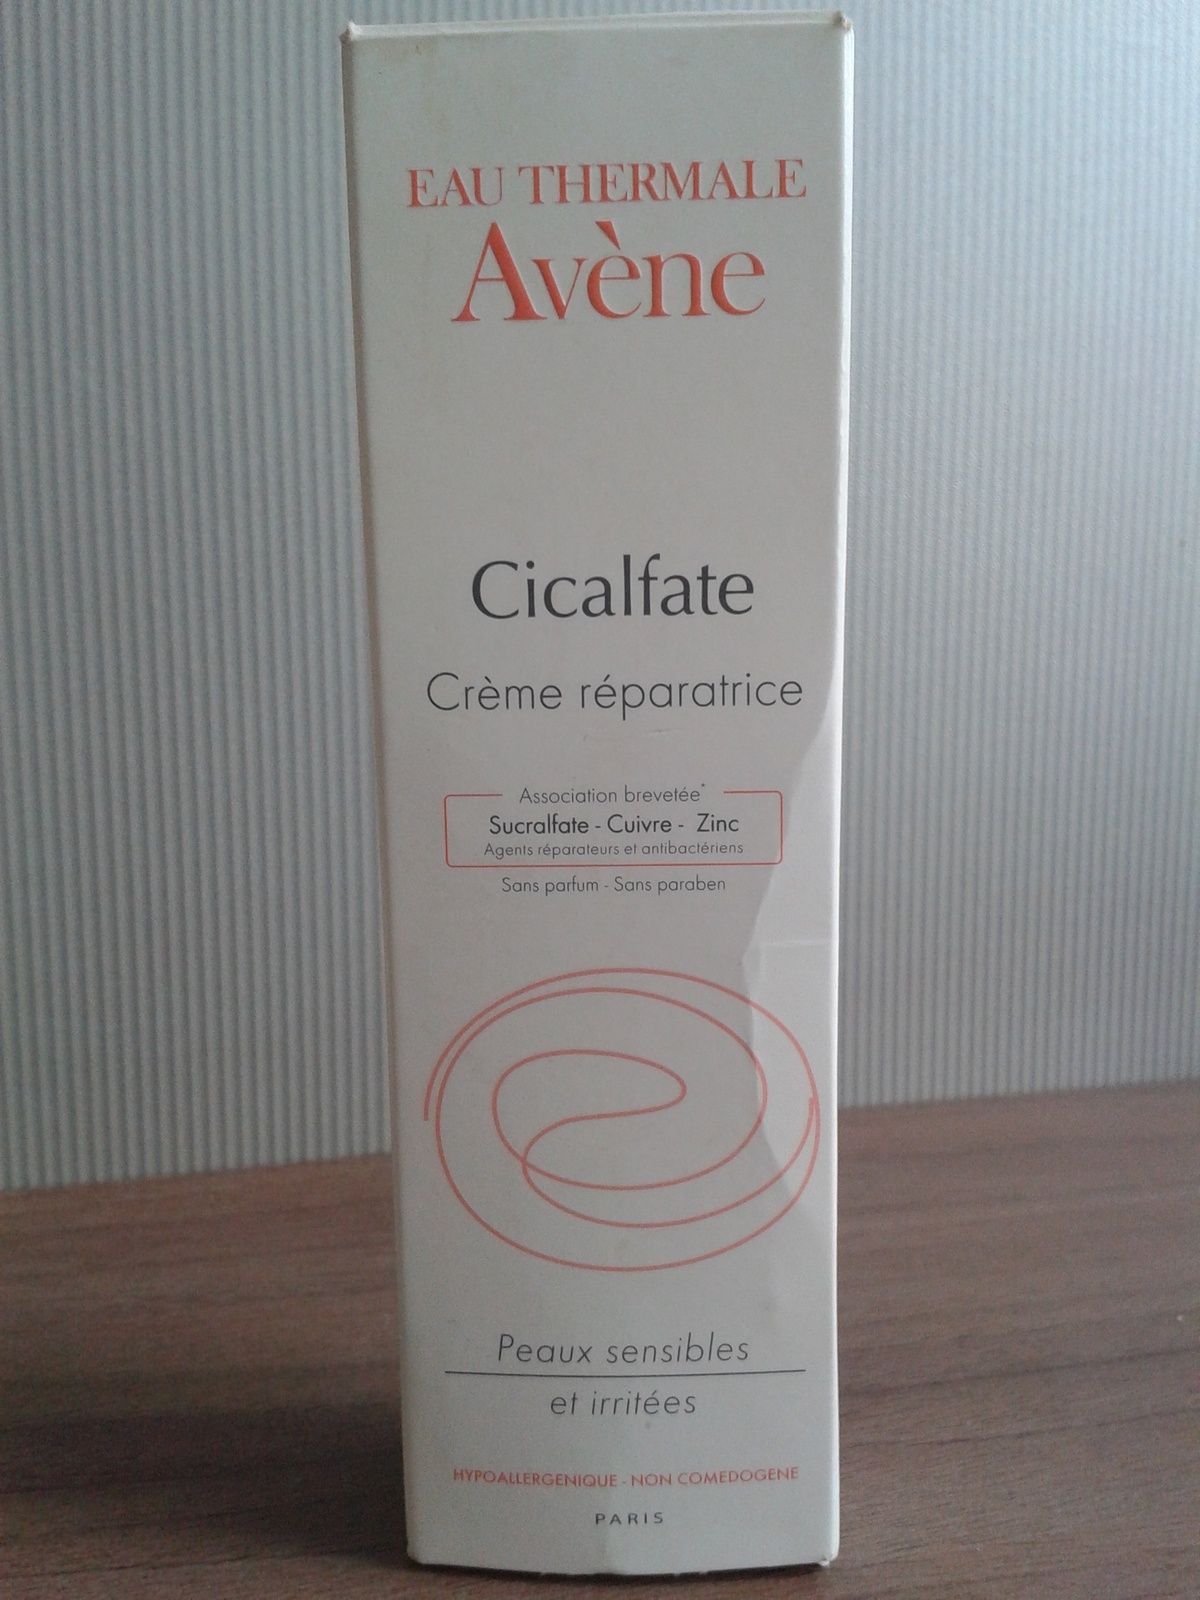 EAU THERMALE
Avène
Cicalfate
Crème réparatrice
Association brevetée*
Sucralfate - Cuivre - Zinc
Agents réparateurs et antibactériens
Sans parfum - Sans paraben
Peaux sensibles
et irritées
HYPOALLERGENIQUE - NON COMEDOGENE
PARIS